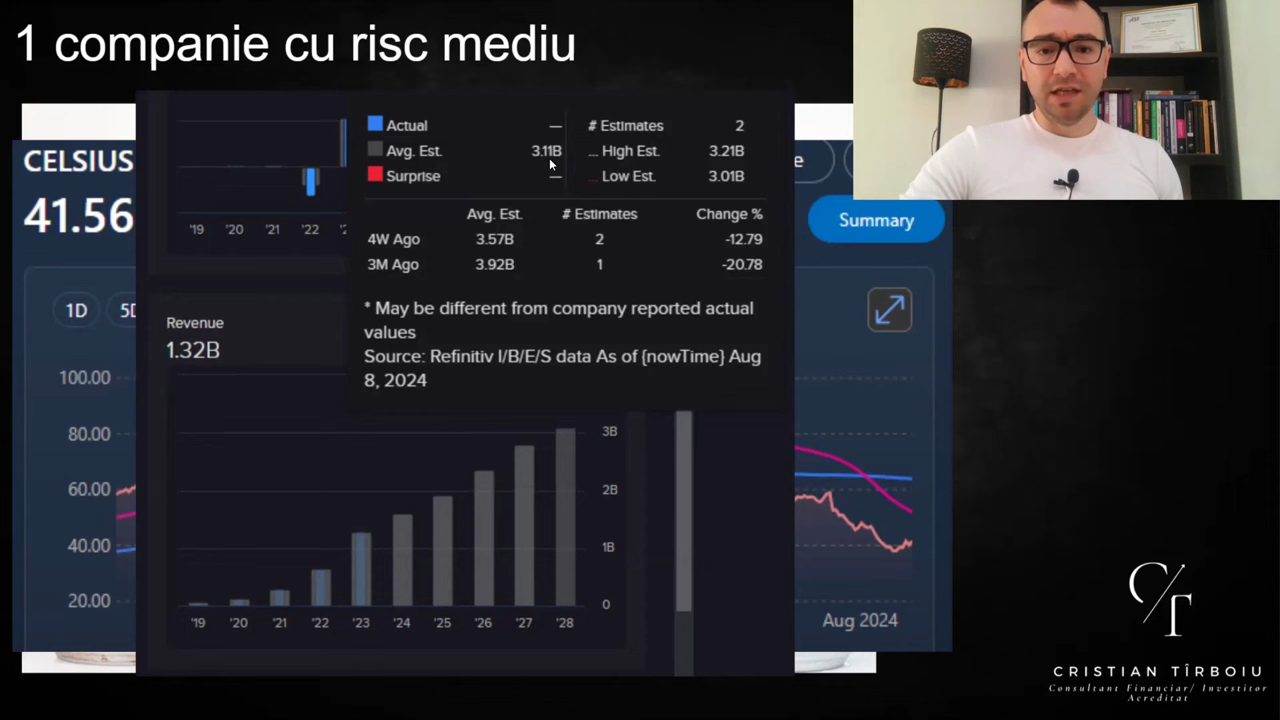 1 companie cu risc mediu
CELSIUS
41.56
1D
100.00
80.00
60.00
40.00
20.00
'19 '20 '21 '22
Actual — # Estimates 2
Avg. Est. 3.11B ... High Est. 3.21B
Surprise — ... Low Est. 3.01B
Avg. Est. # Estimates Change %
4W Ago 3.57B 2 -12.79
3M Ago 3.92B 1 -20.78
* May be different from company reported actual
values
Source: Refinitiv I/B/E/S data As of {nowTime} Aug
8, 2024
Revenue
1.32B
3B
2B
1B
0
'19 '20 '21 '22 '23 '24 '25 '26 '27 '28
Summary
Aug 2024
CT
CRISTIAN TÎRBOIU
Consultant Financiar/ Investitor
Acreditat